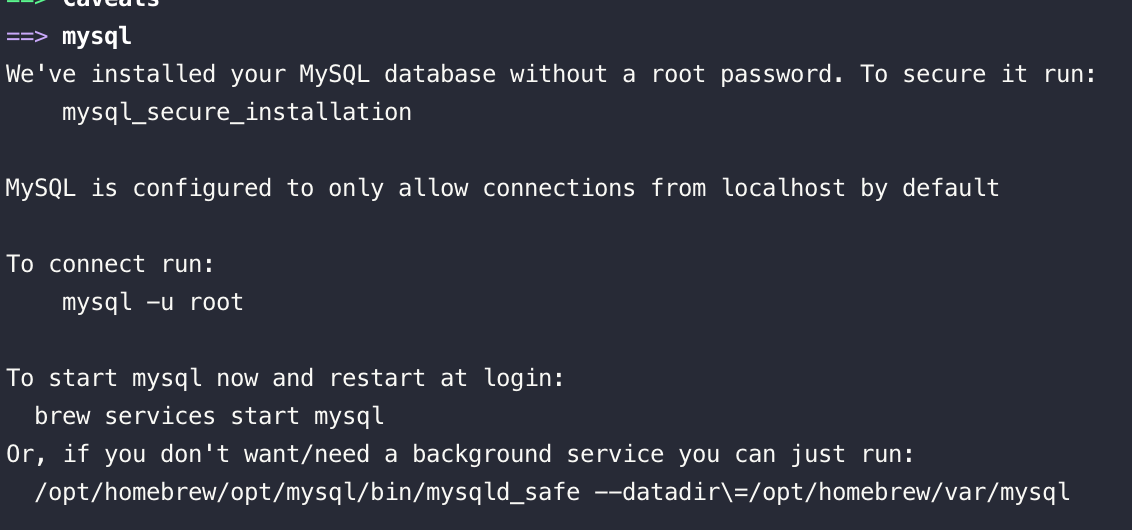 ==> Caveats
==> mysql
We've installed your MySQL database without a root password. To secure it run:
    mysql_secure_installation

MySQL is configured to only allow connections from localhost by default

To connect run:
    mysql -u root

To start mysql now and restart at login:
  brew services start mysql
Or, if you don't want/need a background service you can just run:
  /opt/homebrew/opt/mysql/bin/mysqld_safe --datadir\=/opt/homebrew/var/mysql